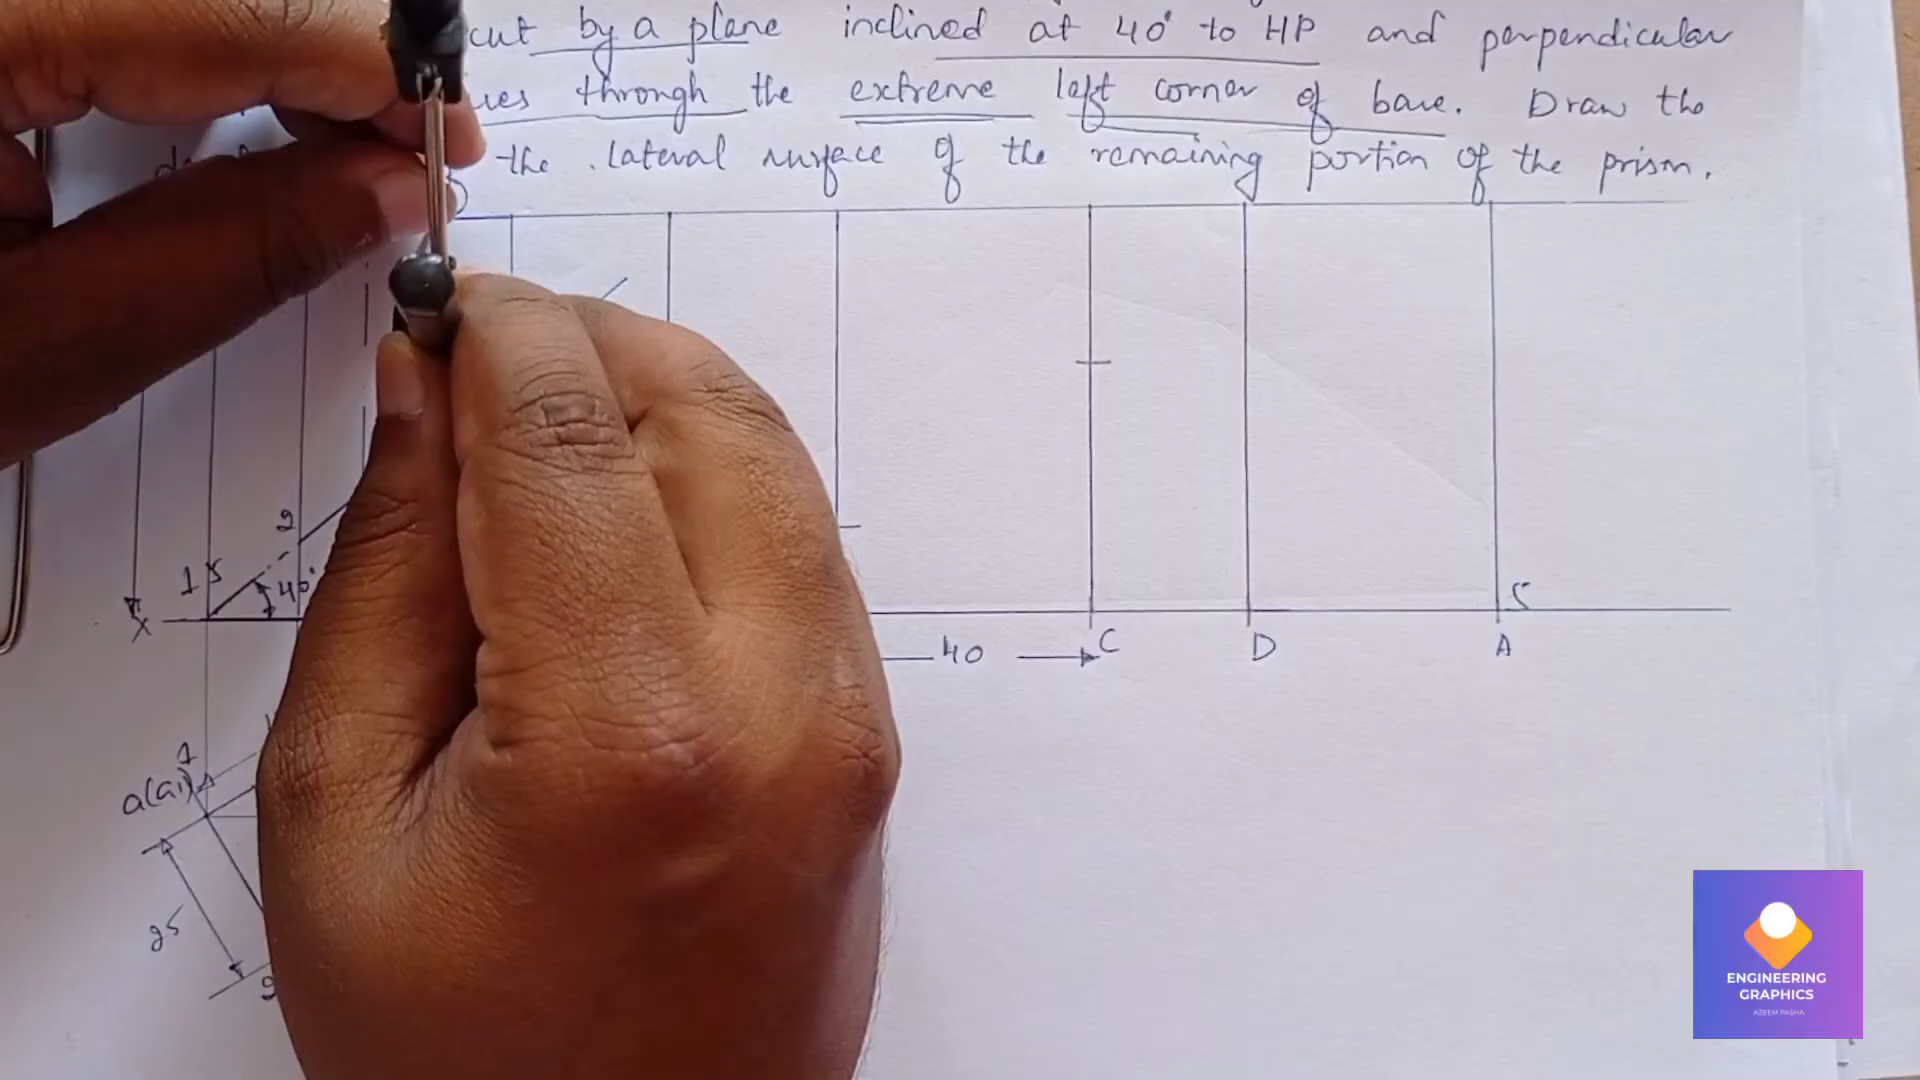 cut by a plane inclined at 40° to HP and perpendicular
through the extreme left corner of base. Draw the
the lateral surface of the remaining portion of the prism.
2
1
40°
X
S
40
C
D
A
1
a(a₁)
25
ENGINEERING
GRAPHICS
AZEEM PASHA